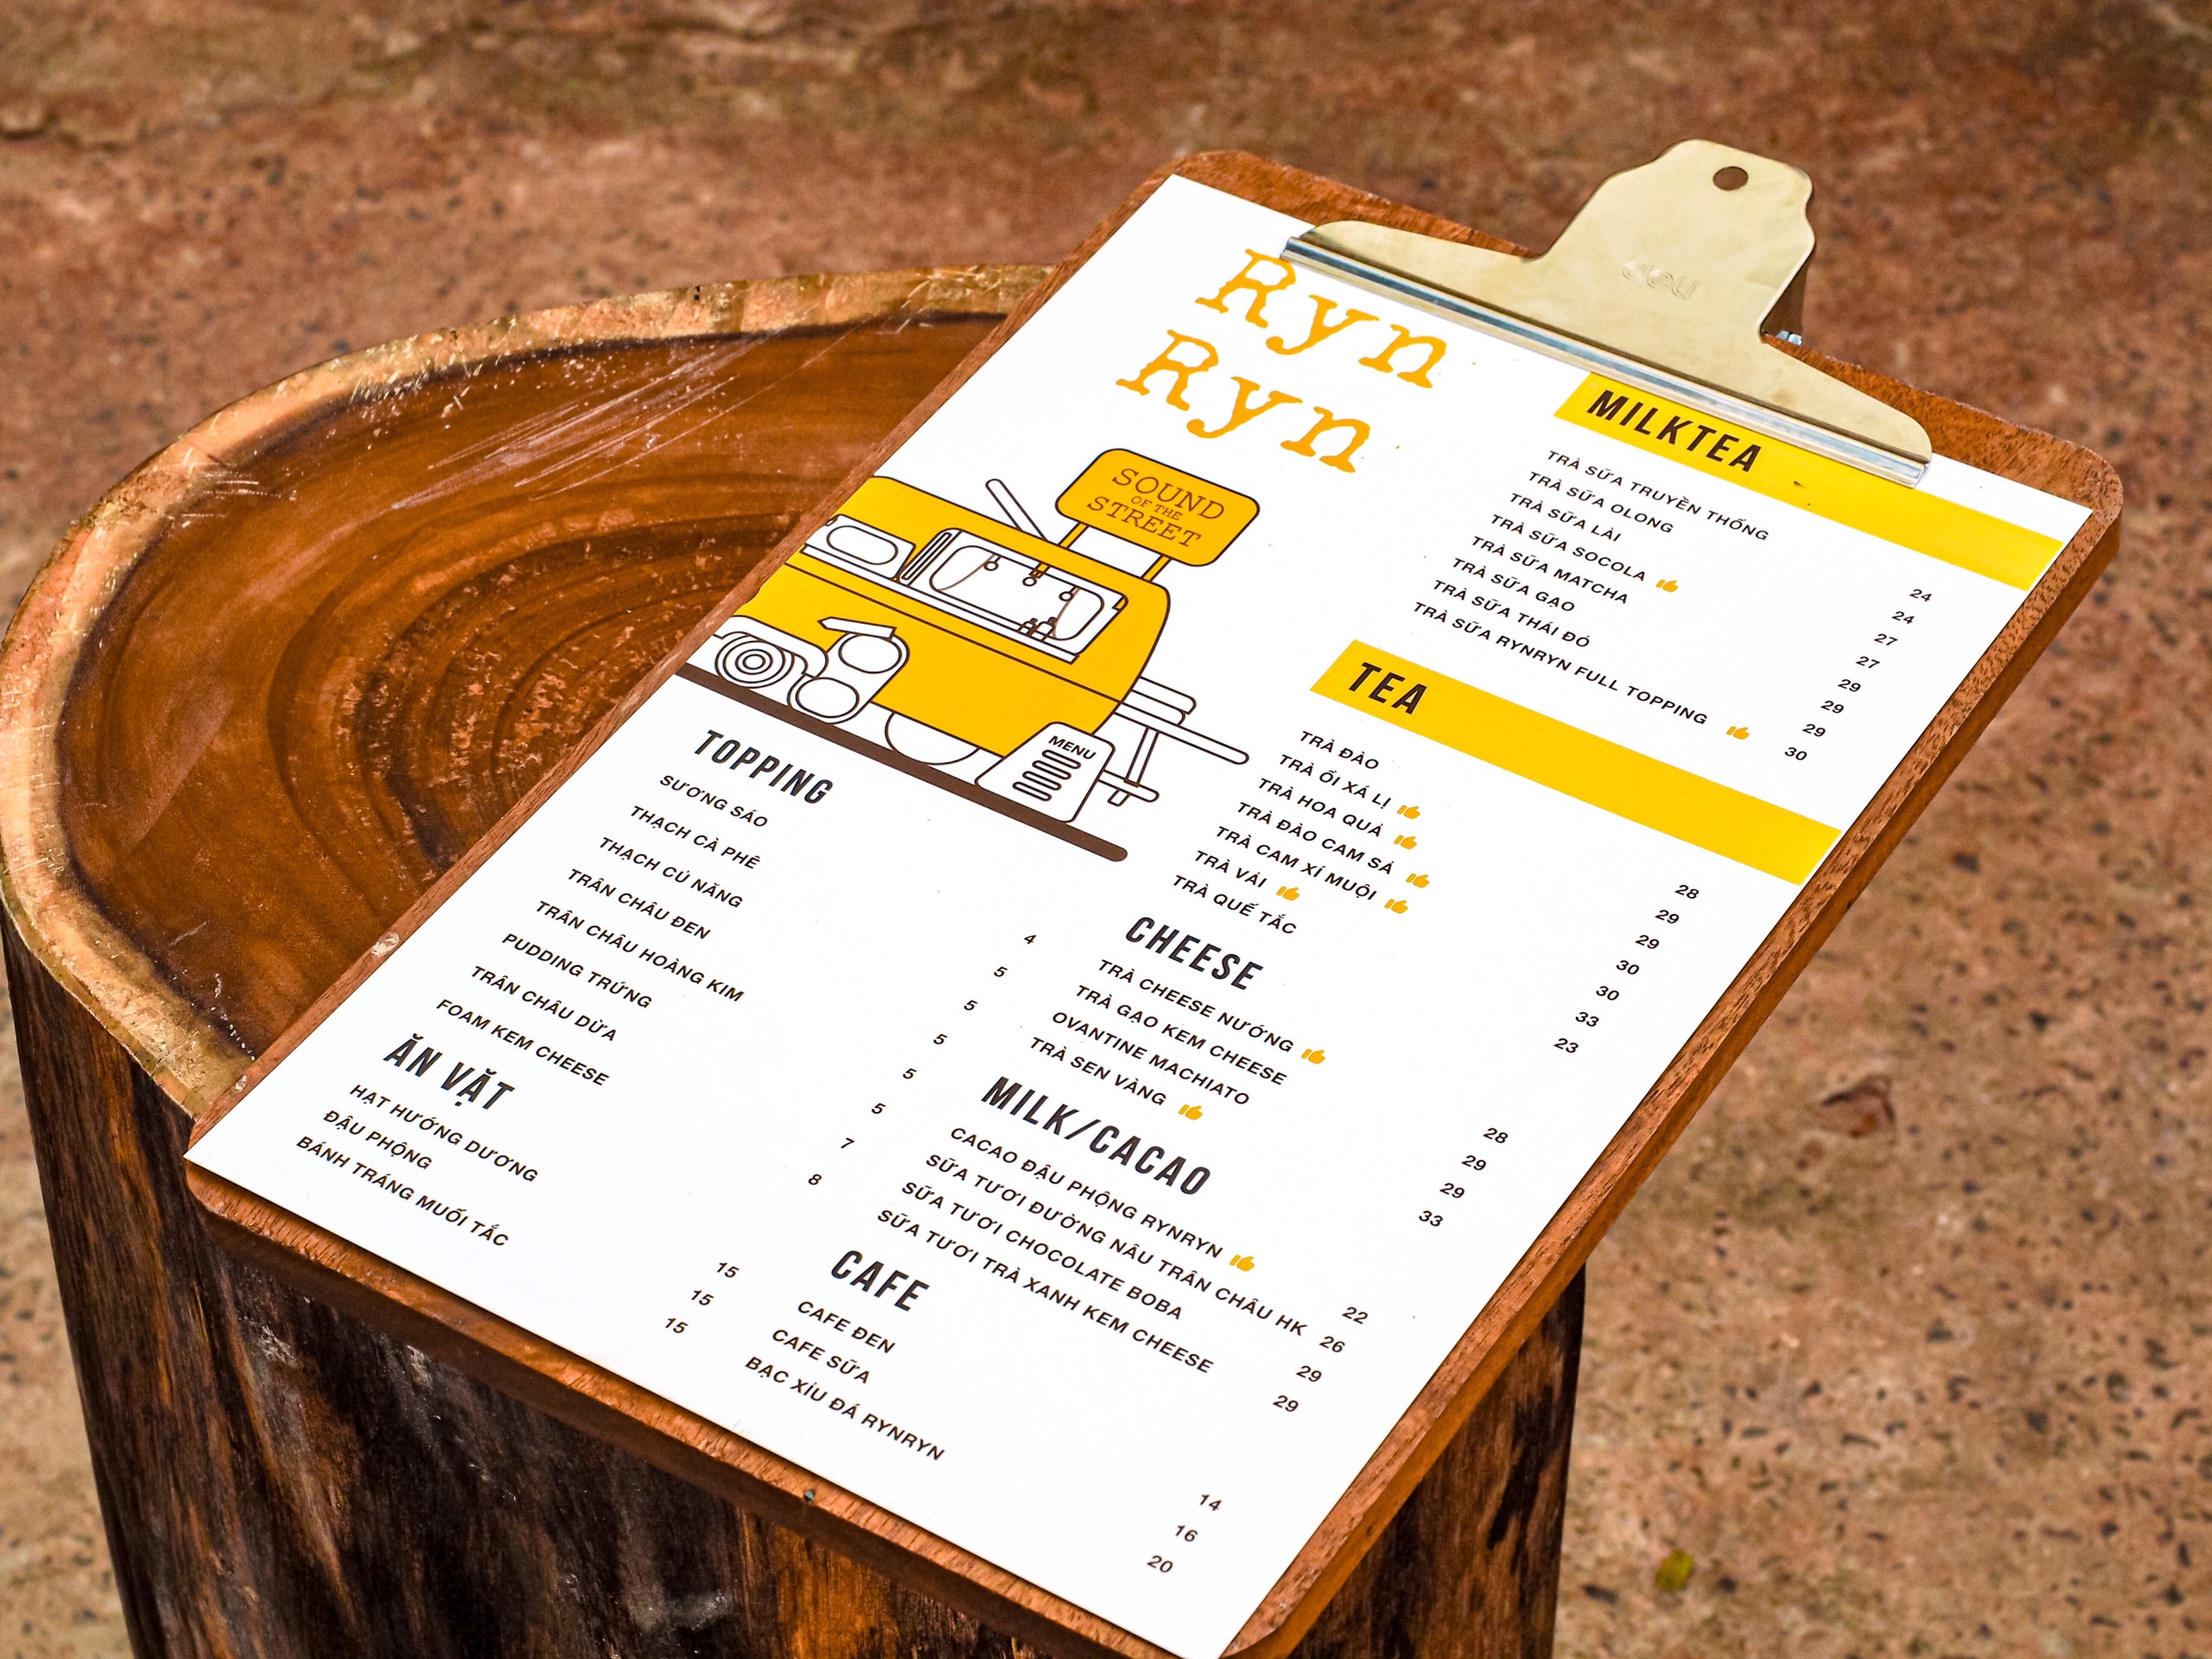 deli
Ryn
Ryn
SOUND
OF THE
STREET
MENU
TOPPING
SƯƠNG SÁO 4
THẠCH CÀ PHÊ 5
THẠCH CỦ NĂNG 5
TRÂN CHÂU ĐEN 5
TRÂN CHÂU HOÀNG KIM 5
PUDDING TRỨNG 5
TRÂN CHÂU DỪA 7
FOAM KEM CHEESE 8
ĂN VẶT
HẠT HƯỚNG DƯƠNG 15
ĐẬU PHỘNG 15
BÁNH TRÁNG MUỐI TẮC 15
MILKTEA
TRÀ SỮA TRUYỀN THỐNG 24
TRÀ SỮA OLONG 24
TRÀ SỮA LÀI 27
TRÀ SỮA SOCOLA 27
TRÀ SỮA MATCHA 29
TRÀ SỮA GẠO 29
TRÀ SỮA THÁI ĐỎ 29
TRÀ SỮA RYNRYN FULL TOPPING 30
TEA
TRÀ ĐÀO 28
TRÀ ỔI XÁ LỊ 29
TRÀ HOA QUẢ 29
TRÀ ĐÀO CAM SẢ 30
TRÀ CAM XÍ MUỘI 30
TRÀ VẢI 33
TRÀ QUẾ TẮC 23
CHEESE
TRÀ CHEESE NƯỚNG 28
TRÀ GẠO KEM CHEESE 29
OVANTINE MACHIATO 29
TRÀ SEN VÀNG 33
MILK/CACAO
CACAO ĐẬU PHỘNG RYNRYN 22
SỮA TƯƠI ĐƯỜNG NÂU TRÂN CHÂU HK 26
SỮA TƯƠI CHOCOLATE BOBA 29
SỮA TƯƠI TRÀ XANH KEM CHEESE 29
CAFE
CAFE ĐEN 14
CAFE SỮA 16
BẠC XỈU ĐÁ RYNRYN 20